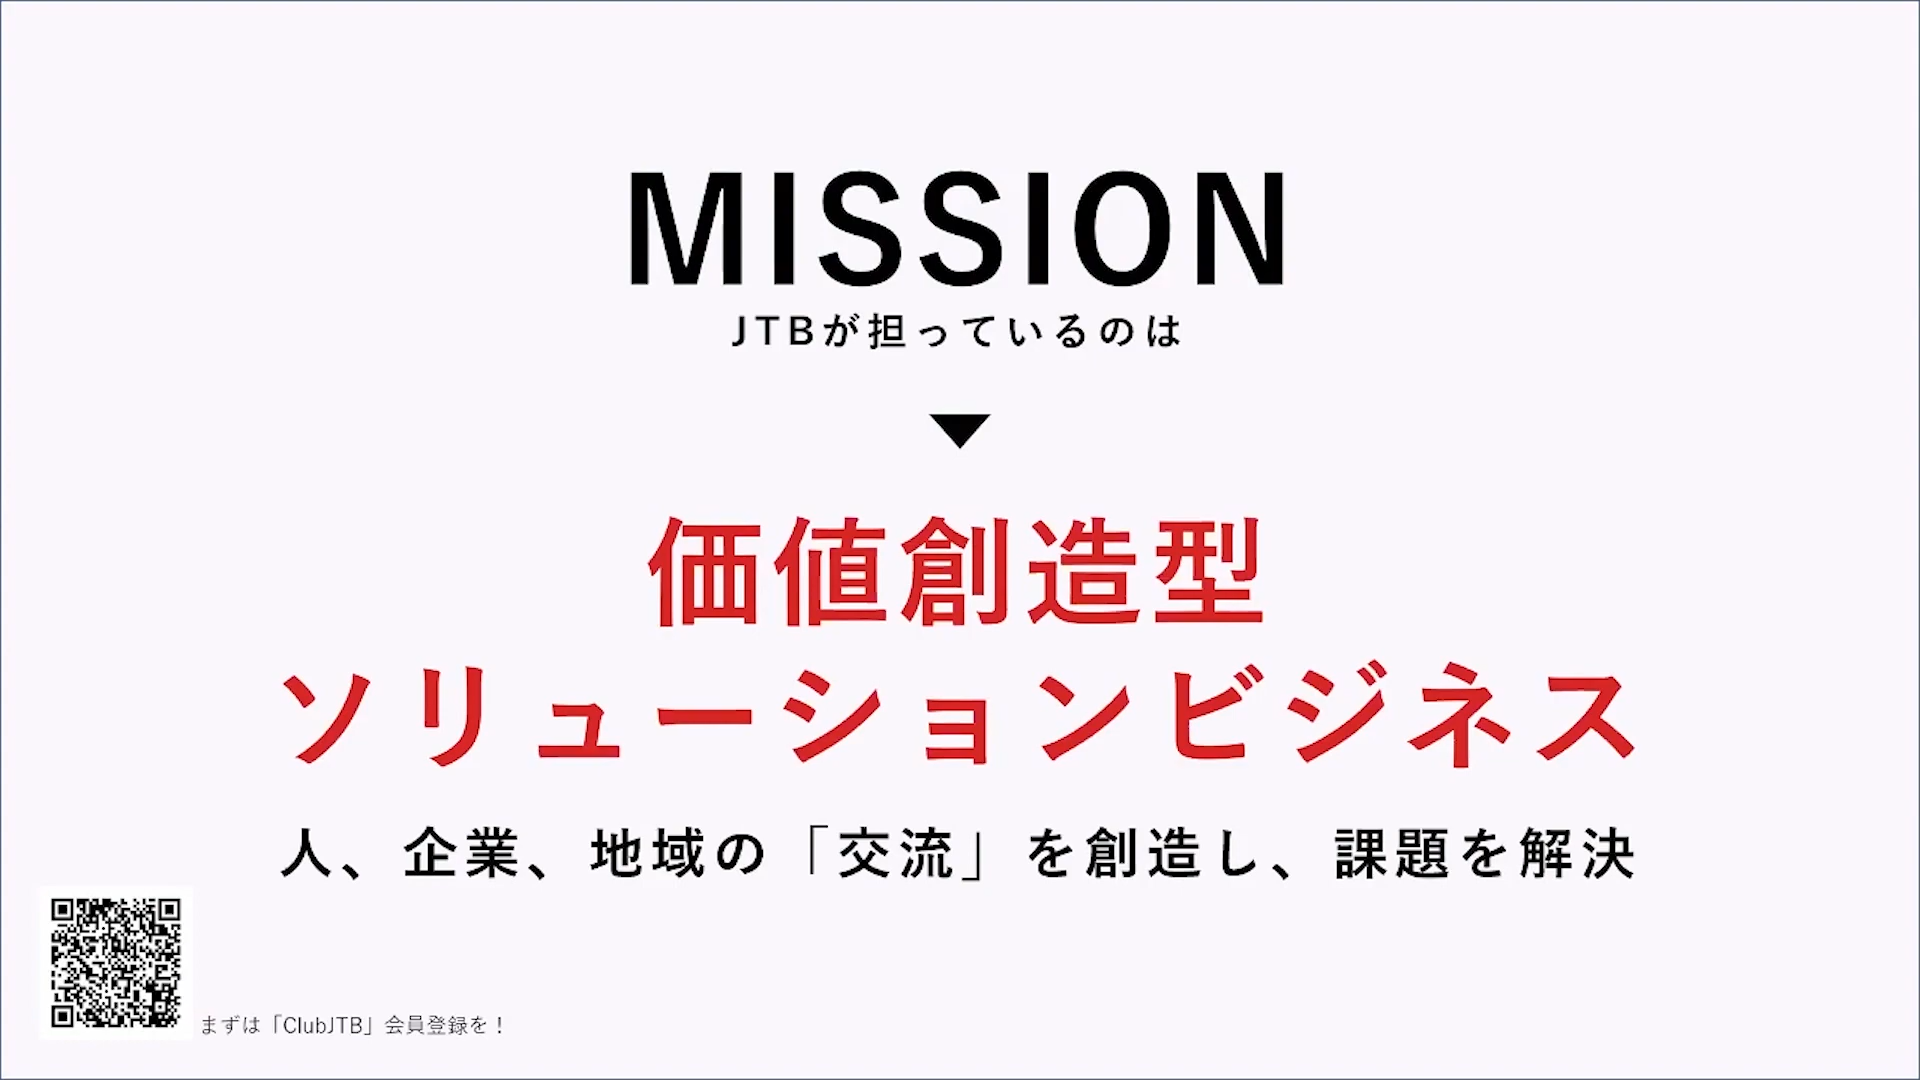 MISSION
JTBが担っているのは
価値創造型
ソリューションビジネス
人、企業、地域の「交流」を創造し、課題を解決
まずは「ClubJTB」会員登録を！